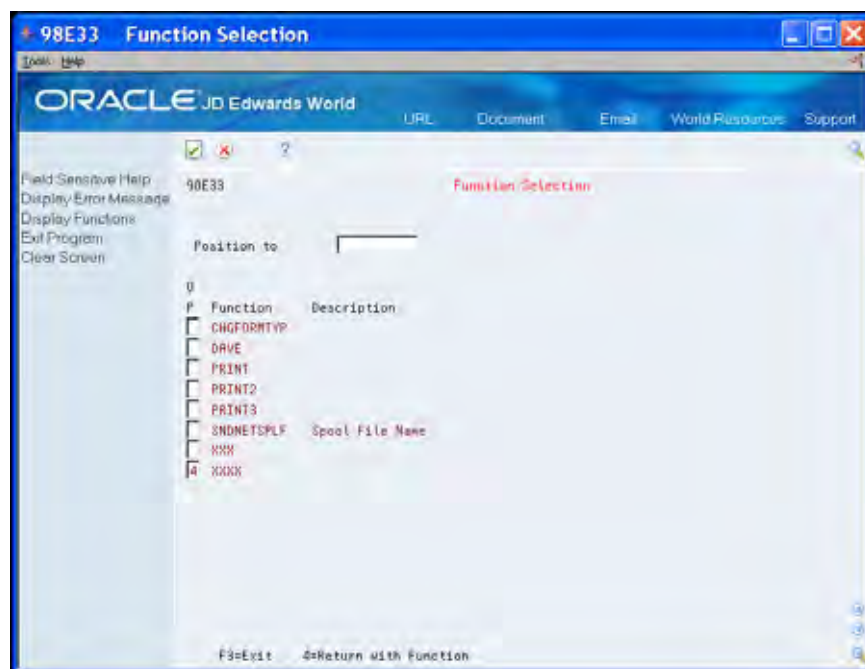 98E33 Function Selection
Tools Help
ORACLE JD Edwards World
URL Document Email World Resources Support
?
Field Sensitive Help
Display Error Message
Display Functions
Exit Program
Clear Screen
98E33 Function Selection
Position to
O
P Function Description
CHGFORMTYP
DAVE
PRINT
PRINT2
PRINT3
SNDNETSPLF Spool File Name
XXX
4 XXXX
F3=Exit 4=Return with Function